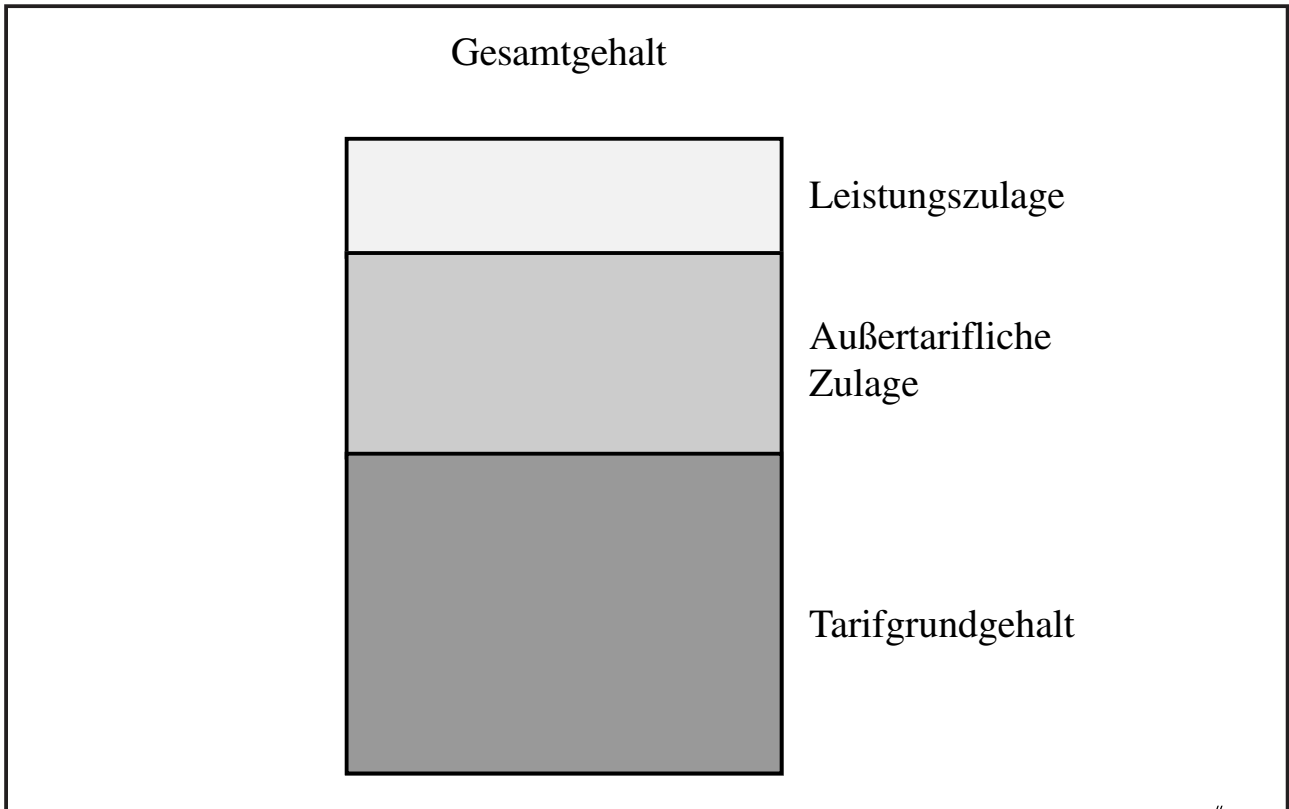 Gesamtgehalt
Leistungszulage
Außertarifliche
Zulage
Tarifgrundgehalt